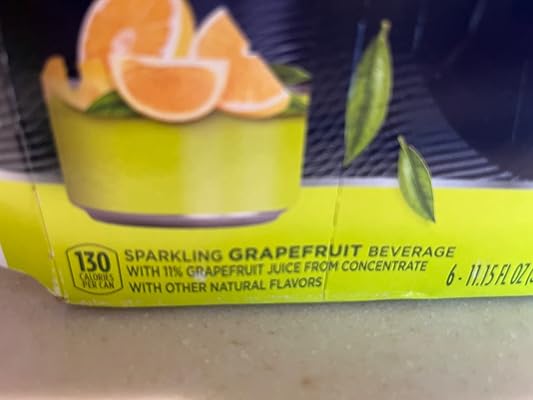 130
CALORIES
PER CAN
SPARKLING GRAPEFRUIT BEVERAGE
WITH 11% GRAPEFRUIT JUICE FROM CONCENTRATE
WITH OTHER NATURAL FLAVORS
6 - 11.15 FL OZ